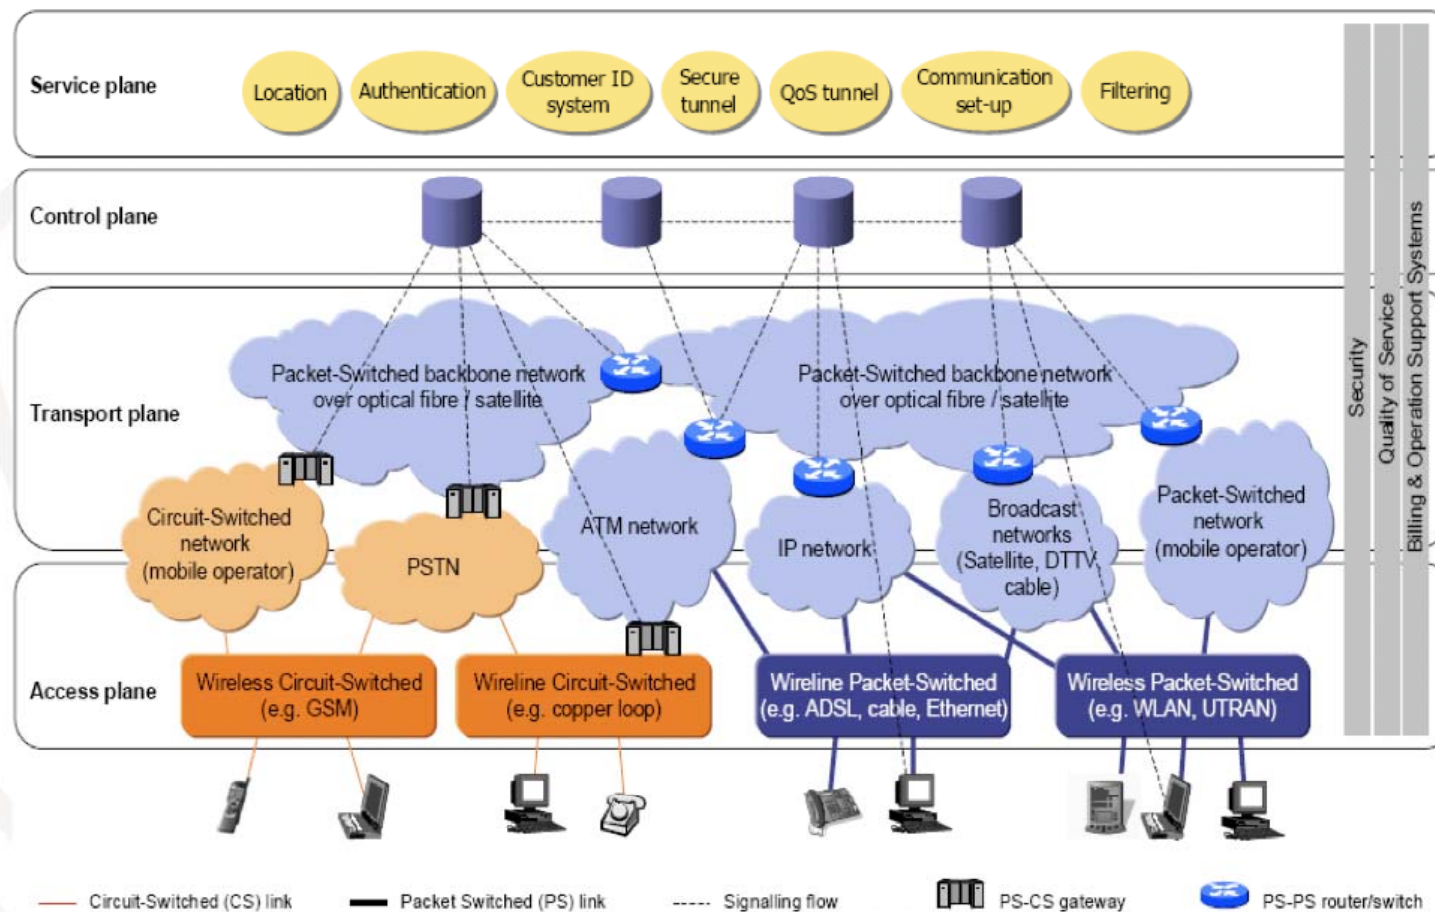 Service plane
Location
Authentication
Customer ID
system
Secure
tunnel
QoS tunnel
Communication
set-up
Filtering
Control plane
Transport plane
Packet-Switched backbone network
over optical fibre / satellite
Packet-Switched backbone network
over optical fibre / satellite
Circuit-Switched
network
(mobile operator)
PSTN
ATM network
IP network
Broadcast
networks
(Satellite, DTTV,
cable)
Packet-Switched
network
(mobile operator)
Access plane
Wireless Circuit-Switched
(e.g. GSM)
Wireline Circuit-Switched
(e.g. copper loop)
Wireline Packet-Switched
(e.g. ADSL, cable, Ethernet)
Wireless Packet-Switched
(e.g. WLAN, UTRAN)
Security
Quality of Service
Billing & Operation Support Systems
Circuit-Switched (CS) link
Packet Switched (PS) link
Signalling flow
PS-CS gateway
PS-PS router/switch